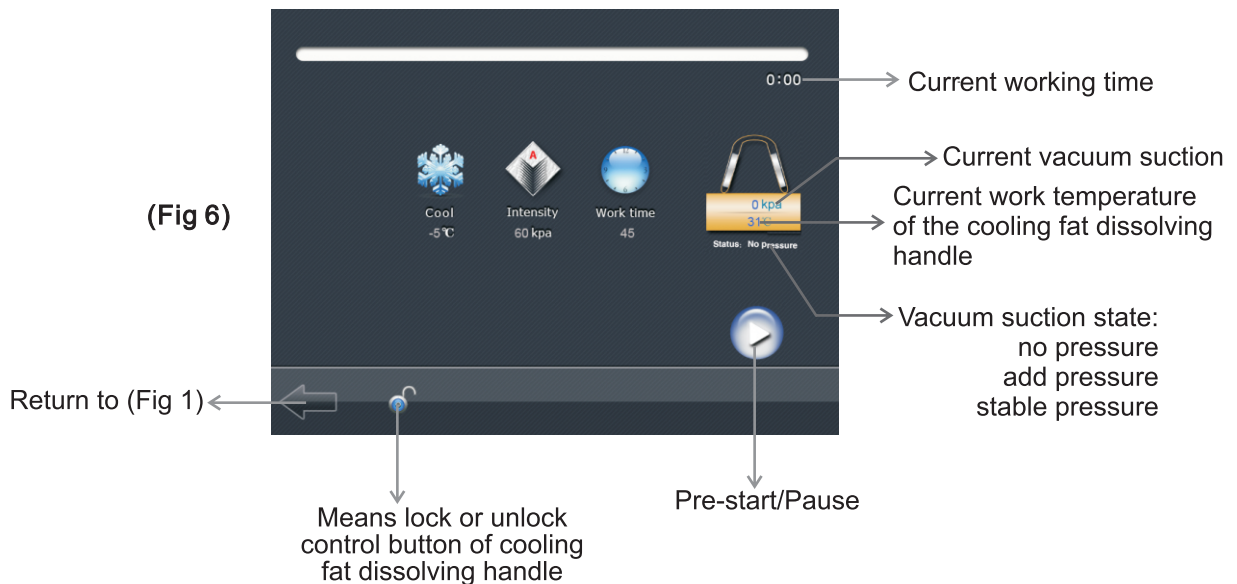 0:00
Current working time
Current vacuum suction
Current work temperature
of the cooling fat dissolving
handle
(Fig 6)
Cool
-5℃
Intensity
60 kpa
Work time
45
A
0 kpa
31℃
Status: No pressure
Vacuum suction state:
no pressure
add pressure
stable pressure
Return to (Fig 1)
Pre-start/Pause
Means lock or unlock
control button of cooling
fat dissolving handle